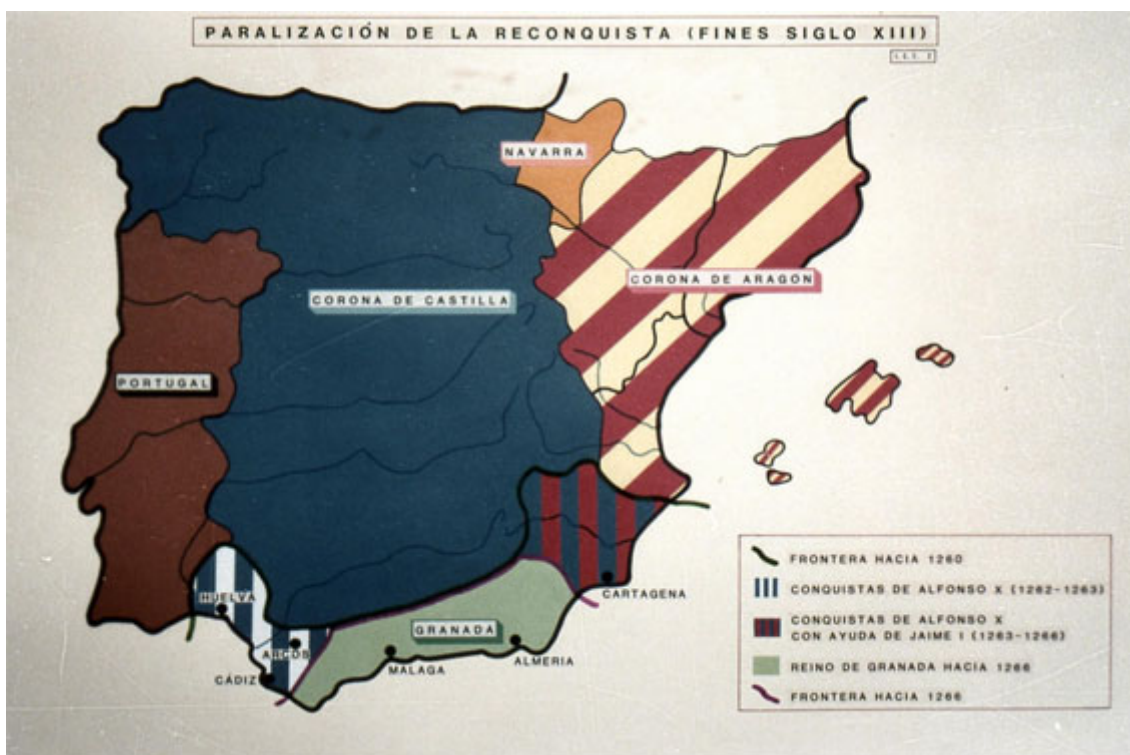 PARALIZACIÓN DE LA RECONQUISTA (FINES SIGLO XIII)
NAVARRA
CORONA DE ARAGÓN
CORONA DE CASTILLA
PORTUGAL
HUELVA
ARCOS
CÁDIZ
GRANADA
MÁLAGA
ALMERIA
CARTAGENA
FRONTERA HACIA 1260
CONQUISTAS DE ALFONSO X (1262-1263)
CONQUISTAS DE ALFONSO X
CON AYUDA DE JAIME I (1263-1266)
REINO DE GRANADA HACIA 1266
FRONTERA HACIA 1266